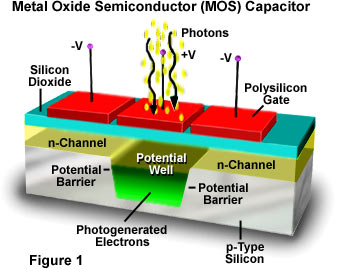 Metal Oxide Semiconductor (MOS) Capacitor
Photons
-V
+V
-V
Silicon
Dioxide
Polysilicon
Gate
n-Channel
Potential
Well
n-Channel
Potential
Barrier
Potential
Barrier
Photogenerated
Electrons
p-Type
Silicon
Figure 1